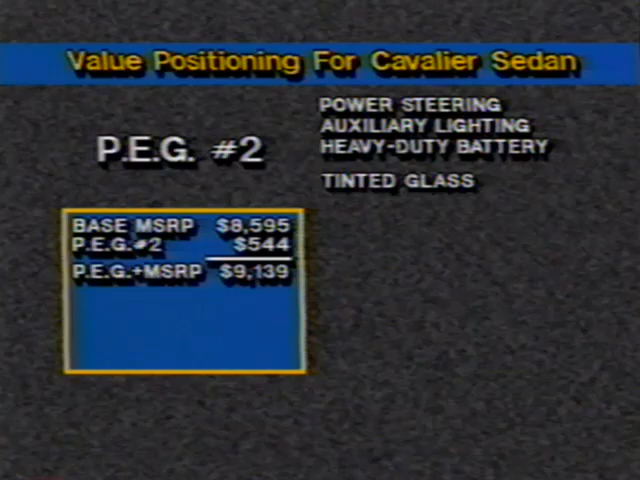 Value Positioning For Cavalier Sedan
P.E.G. #2
POWER STEERING
AUXILIARY LIGHTING
HEAVY-DUTY BATTERY
TINTED GLASS
BASE MSRP $8,595
P.E.G.#2 $544
P.E.G.+MSRP $9,139